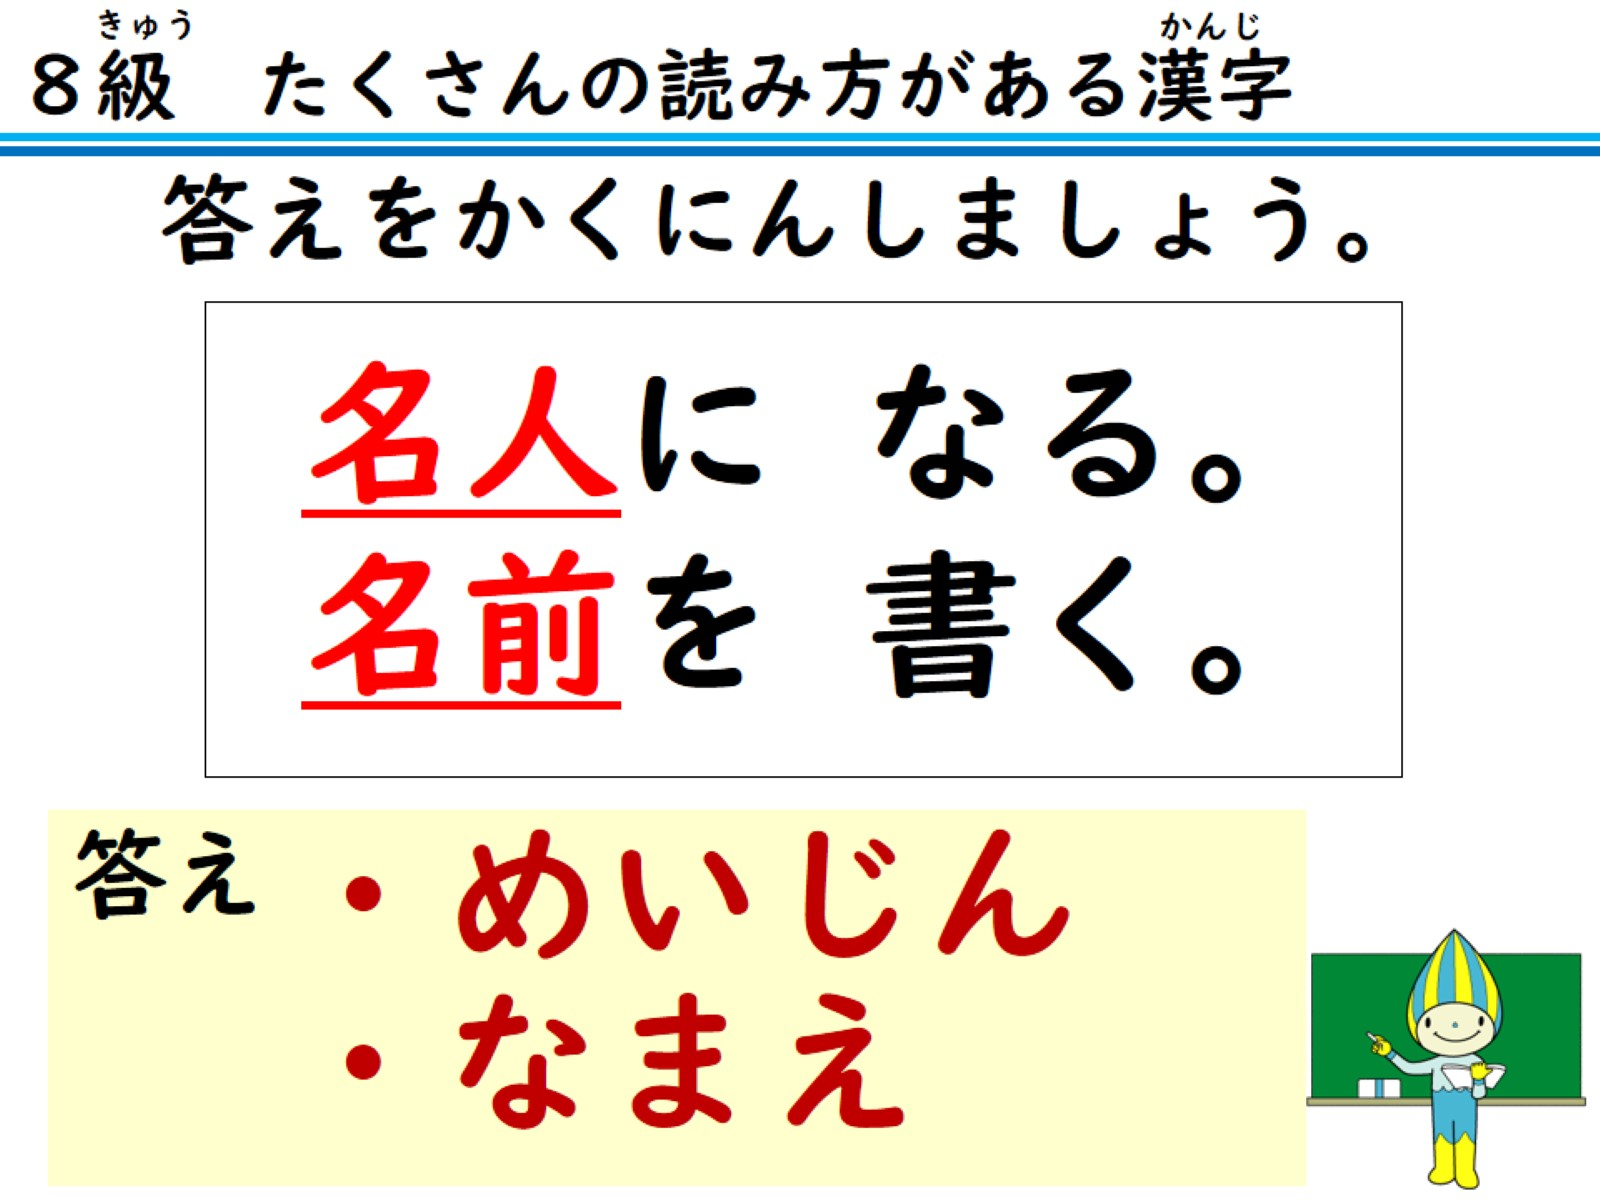 きゅう かんじ
８級 たくさんの読み方がある漢字
答えをかくにんしましょう。
名人に なる。
名前を 書く。
答え ・めいじん
・なまえ